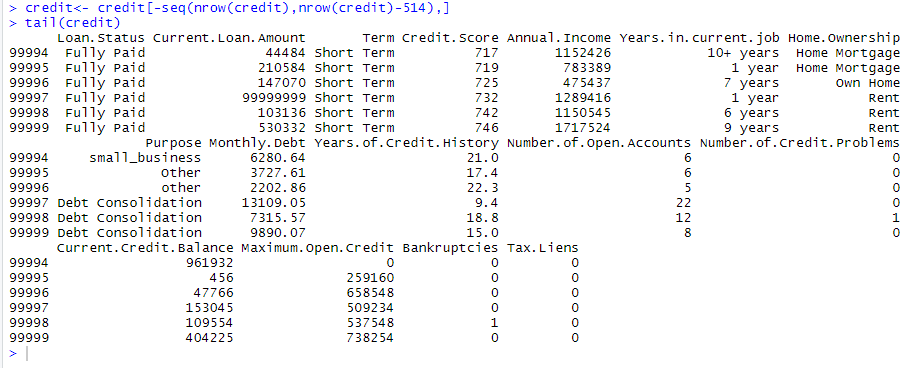 > credit<- credit[-seq(nrow(credit),nrow(credit)-514),]
> tail(credit)
      Loan.Status Current.Loan.Amount       Term Credit.Score Annual.Income Years.in.current.job Home.Ownership
99994  Fully Paid               44484 Short Term          717       1152426            10+ years  Home Mortgage
99995  Fully Paid              210584 Short Term          719        783389               1 year  Home Mortgage
99996  Fully Paid              147070 Short Term          725        475437              7 years       Own Home
99997  Fully Paid            99999999 Short Term          732       1289416               1 year           Rent
99998  Fully Paid              103136 Short Term          742       1150545              6 years           Rent
99999  Fully Paid              530332 Short Term          746       1717524              9 years           Rent
                 Purpose Monthly.Debt Years.of.Credit.History Number.of.Open.Accounts Number.of.Credit.Problems
99994     small_business      6280.64                    21.0                       6                         0
99995              Other      3727.61                    17.4                       6                         0
99996              other      2202.86                    22.3                       5                         0
99997 Debt Consolidation     13109.05                     9.4                      22                         0
99998 Debt Consolidation      7315.57                    18.8                      12                         1
99999 Debt Consolidation      9890.07                    15.0                       8                         0
      Current.Credit.Balance Maximum.Open.Credit Bankruptcies Tax.Liens
99994                 961932                   0            0         0
99995                    456              259160            0         0
99996                  47766              658548            0         0
99997                 153045              509234            0         0
99998                 109554              537548            1         0
99999                 404225              738254            0         0
>